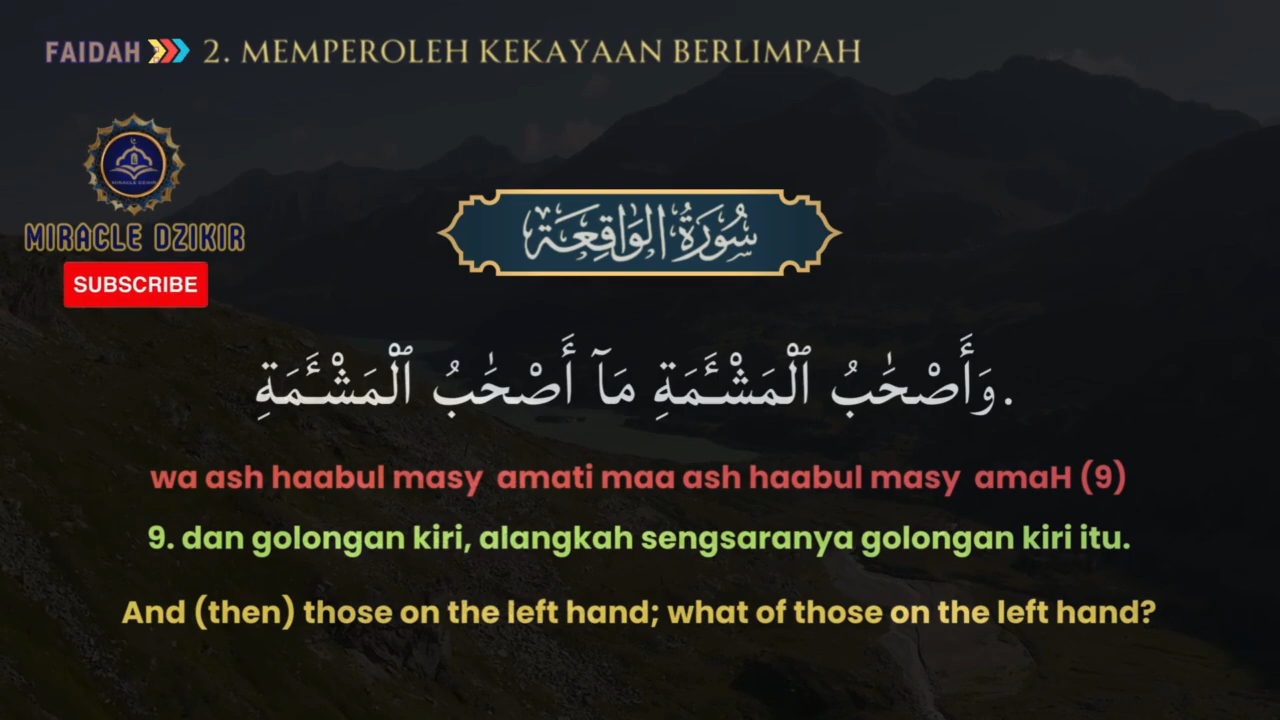 FAIDAH 2. MEMPEROLEH KEKAYAAN BERLIMPAH
MIRACLE DZIKIR
SUBSCRIBE
سُورَةُ الوَاقِعَة
وَأَصْحَٰبُ ٱلْمَشْـَٔمَةِ مَآ أَصْحَٰبُ ٱلْمَشْـَٔمَةِ.
wa ash haabul masy amati maa ash haabul masy amaH (9)
9. dan golongan kiri, alangkah sengsaranya golongan kiri itu.
And (then) those on the left hand; what of those on the left hand?